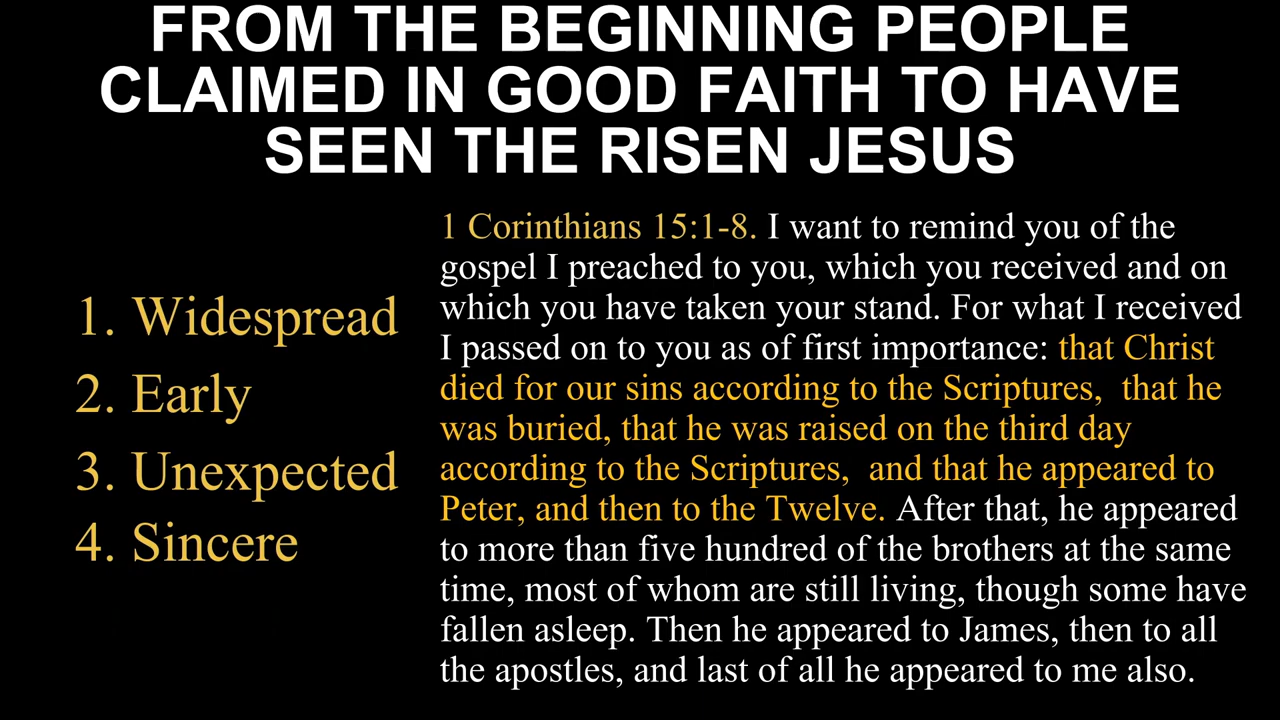 FROM THE BEGINNING PEOPLE
CLAIMED IN GOOD FAITH TO HAVE
SEEN THE RISEN JESUS
1. Widespread
2. Early
3. Unexpected
4. Sincere
1 Corinthians 15:1-8. I want to remind you of the
gospel I preached to you, which you received and on
which you have taken your stand. For what I received
I passed on to you as of first importance: that Christ
died for our sins according to the Scriptures,  that he
was buried, that he was raised on the third day
according to the Scriptures,  and that he appeared to
Peter, and then to the Twelve. After that, he appeared
to more than five hundred of the brothers at the same
time, most of whom are still living, though some have
fallen asleep. Then he appeared to James, then to all
the apostles, and last of all he appeared to me also.